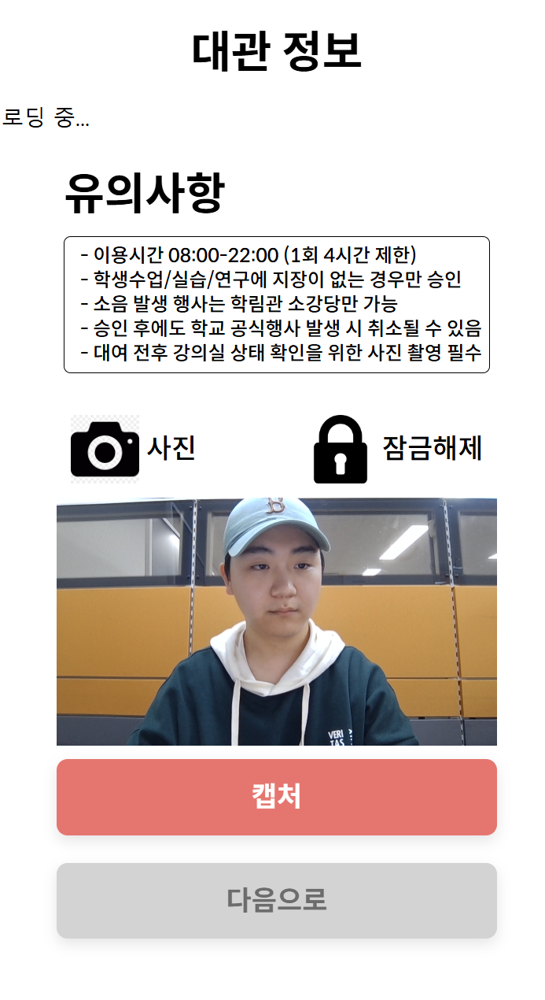 대관 정보
로딩 중...
유의사항
- 이용시간 08:00-22:00 (1회 4시간 제한)
- 학생수업/실습/연구에 지장이 없는 경우만 승인
- 소음 발생 행사는 학림관 소강당만 가능
- 승인 후에도 학교 공식행사 발생 시 취소될 수 있음
- 대여 전후 강의실 상태 확인을 위한 사진 촬영 필수
사진
잠금해제
B
VERI
TAS
캡처
다음으로